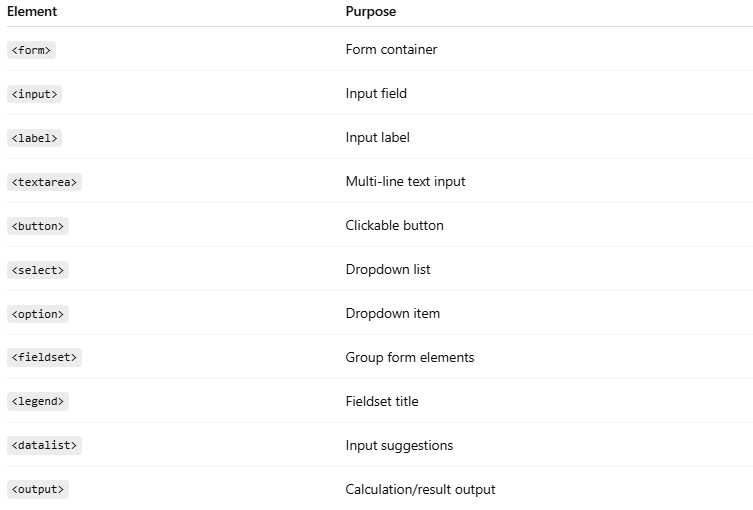 Element Purpose
<form> Form container
<input> Input field
<label> Input label
<textarea> Multi-line text input
<button> Clickable button
<select> Dropdown list
<option> Dropdown item
<fieldset> Group form elements
<legend> Fieldset title
<datalist> Input suggestions
<output> Calculation/result output